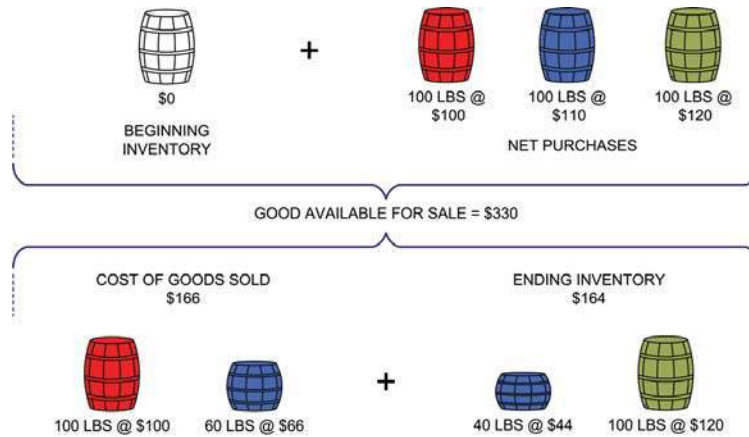 +
$0
100 LBS @
$100
100 LBS @
$110
100 LBS @
$120
BEGINNING
INVENTORY
NET PURCHASES
GOOD AVAILABLE FOR SALE = $330
COST OF GOODS SOLD
$166
ENDING INVENTORY
$164
+
100 LBS @ $100
60 LBS @ $66
40 LBS @ $44
100 LBS @ $120